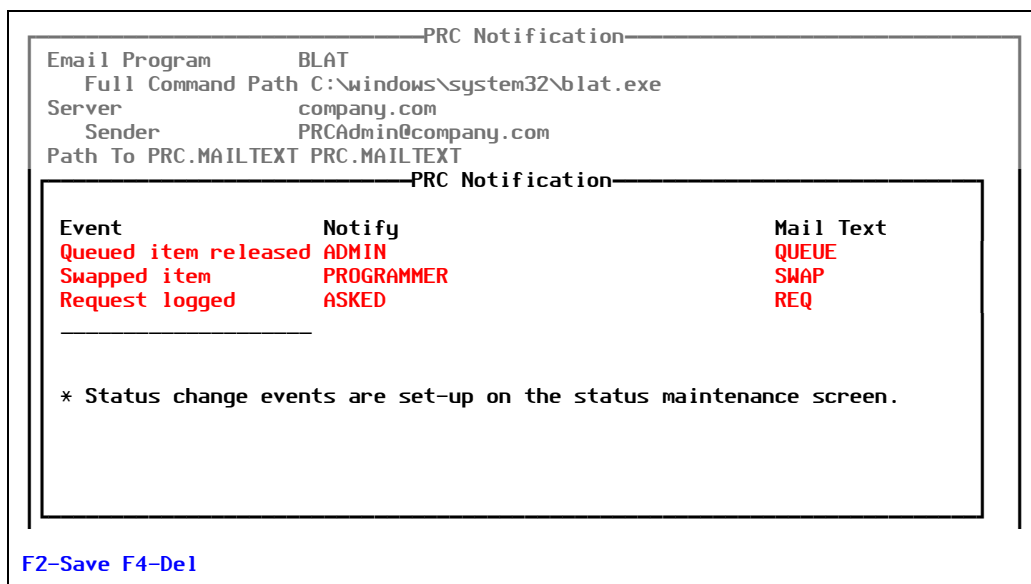 PRC Notification
Email Program BLAT
Full Command Path C:\windows\system32\blat.exe
Server company.com
Sender PRCAdmin@company.com
Path To PRC.MAILTEXT PRC.MAILTEXT
PRC Notification
Event Notify Mail Text
Queued item released ADMIN QUEUE
Swapped item PROGRAMMER SWAP
Request logged ASKED REQ
* Status change events are set-up on the status maintenance screen.
F2-Save F4-Del